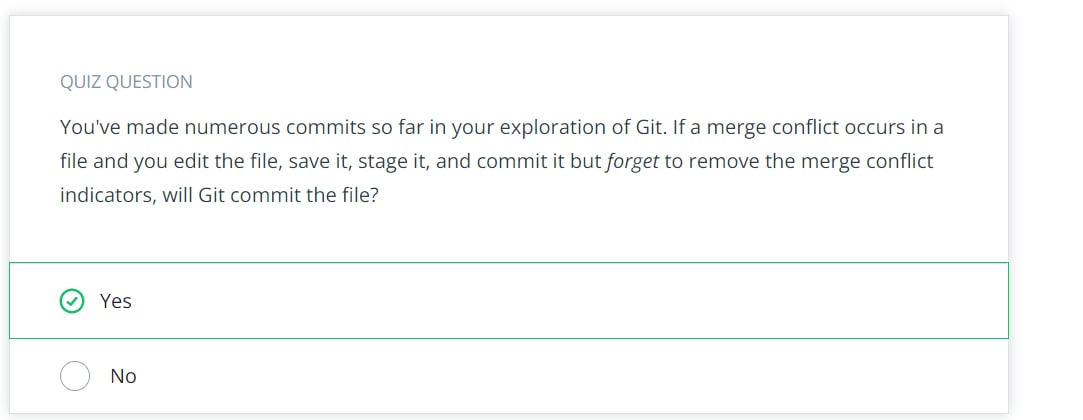 QUIZ QUESTION
You've made numerous commits so far in your exploration of Git. If a merge conflict occurs in a
file and you edit the file, save it, stage it, and commit it but forget to remove the merge conflict
indicators, will Git commit the file?
Yes
No